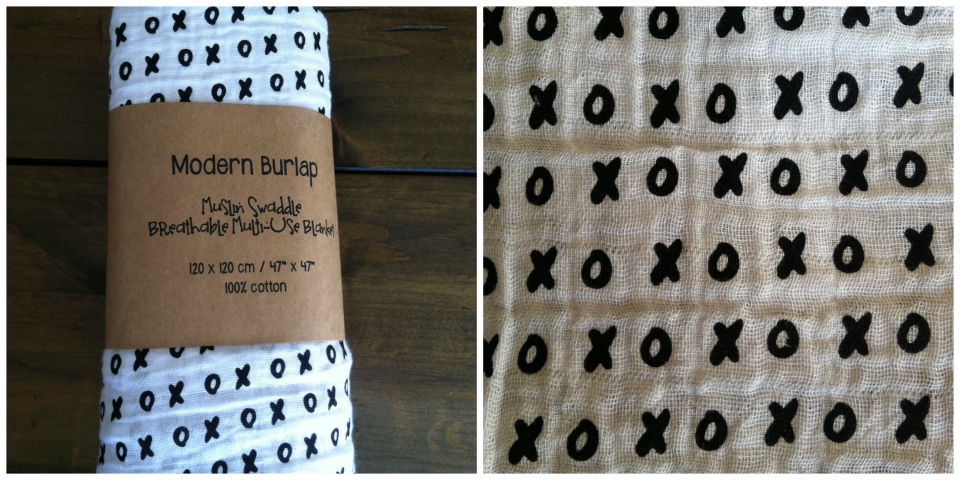 Modern Burlap
Muslin Swaddle
BReathable Multi-Use Blanket
120 x 120 cm / 47" x 47"
100% cotton